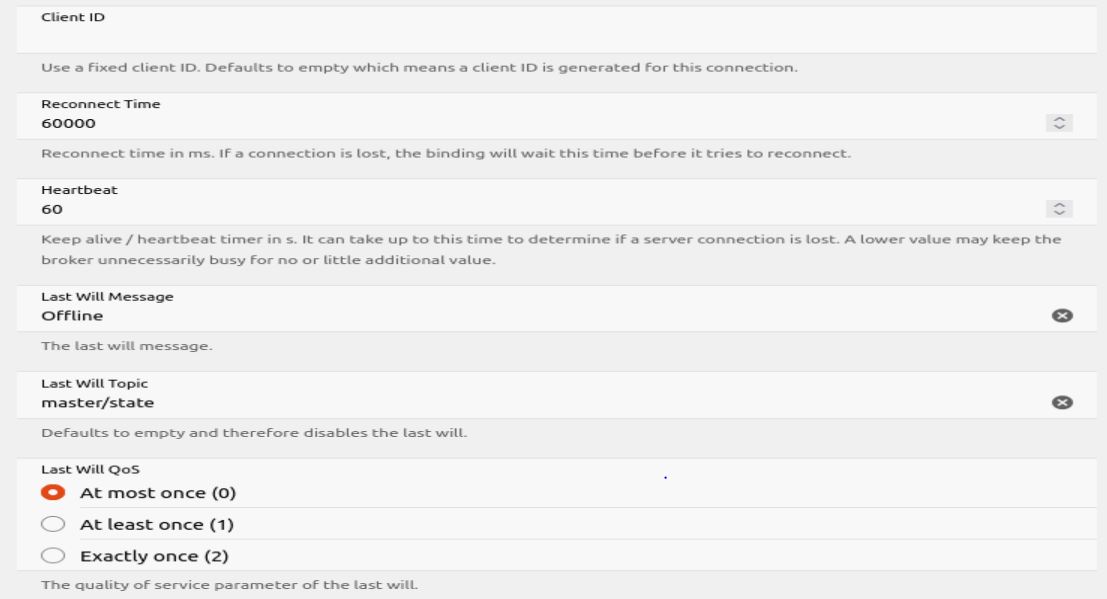 Client ID
Use a fixed client ID. Defaults to empty which means a client ID is generated for this connection.
Reconnect Time
60000
Reconnect time in ms. If a connection is lost, the binding will wait this time before it tries to reconnect.
Heartbeat
60
Keep alive / heartbeat timer in s. It can take up to this time to determine if a server connection is lost. A lower value may keep the
broker unnecessarily busy for no or little additional value.
Last Will Message
Offline
The last will message.
Last Will Topic
master/state
Defaults to empty and therefore disables the last will.
Last Will QoS
At most once (0)
At least once (1)
Exactly once (2)
The quality of service parameter of the last will.